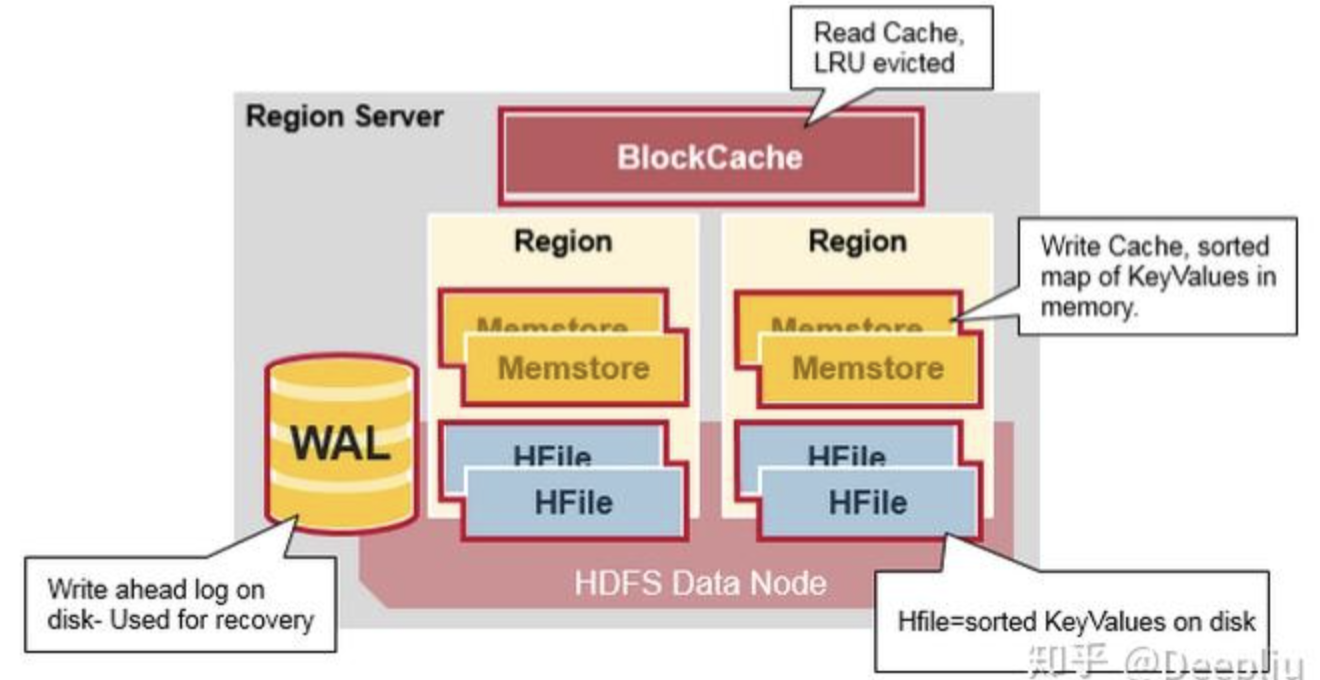 Read Cache,
LRU evicted
Region Server
BlockCache
Region
Region
Write Cache, sorted
map of KeyValues in
memory.
Memstore
Memstore
Memstore
Memstore
WAL
HFile
HFile
HFile
HFile
HDFS Data Node
Write ahead log on
disk- Used for recovery
Hfile=sorted KeyValues on disk
知乎 @Deepliu